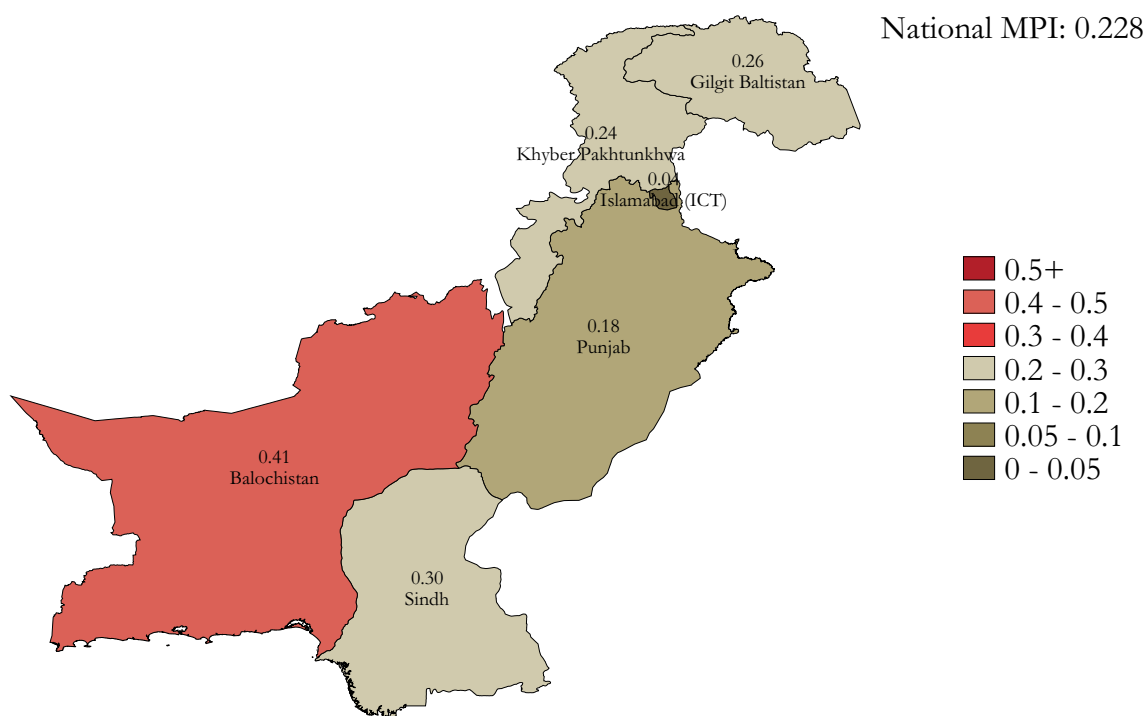 National MPI: 0.228
0.26
Gilgit Baltistan
0.24
Khyber Pakhtunkhwa
0.04
Islamabad (ICT)
0.18
Punjab
0.41
Balochistan
0.30
Sindh
0.5+
0.4 - 0.5
0.3 - 0.4
0.2 - 0.3
0.1 - 0.2
0.05 - 0.1
0 - 0.05